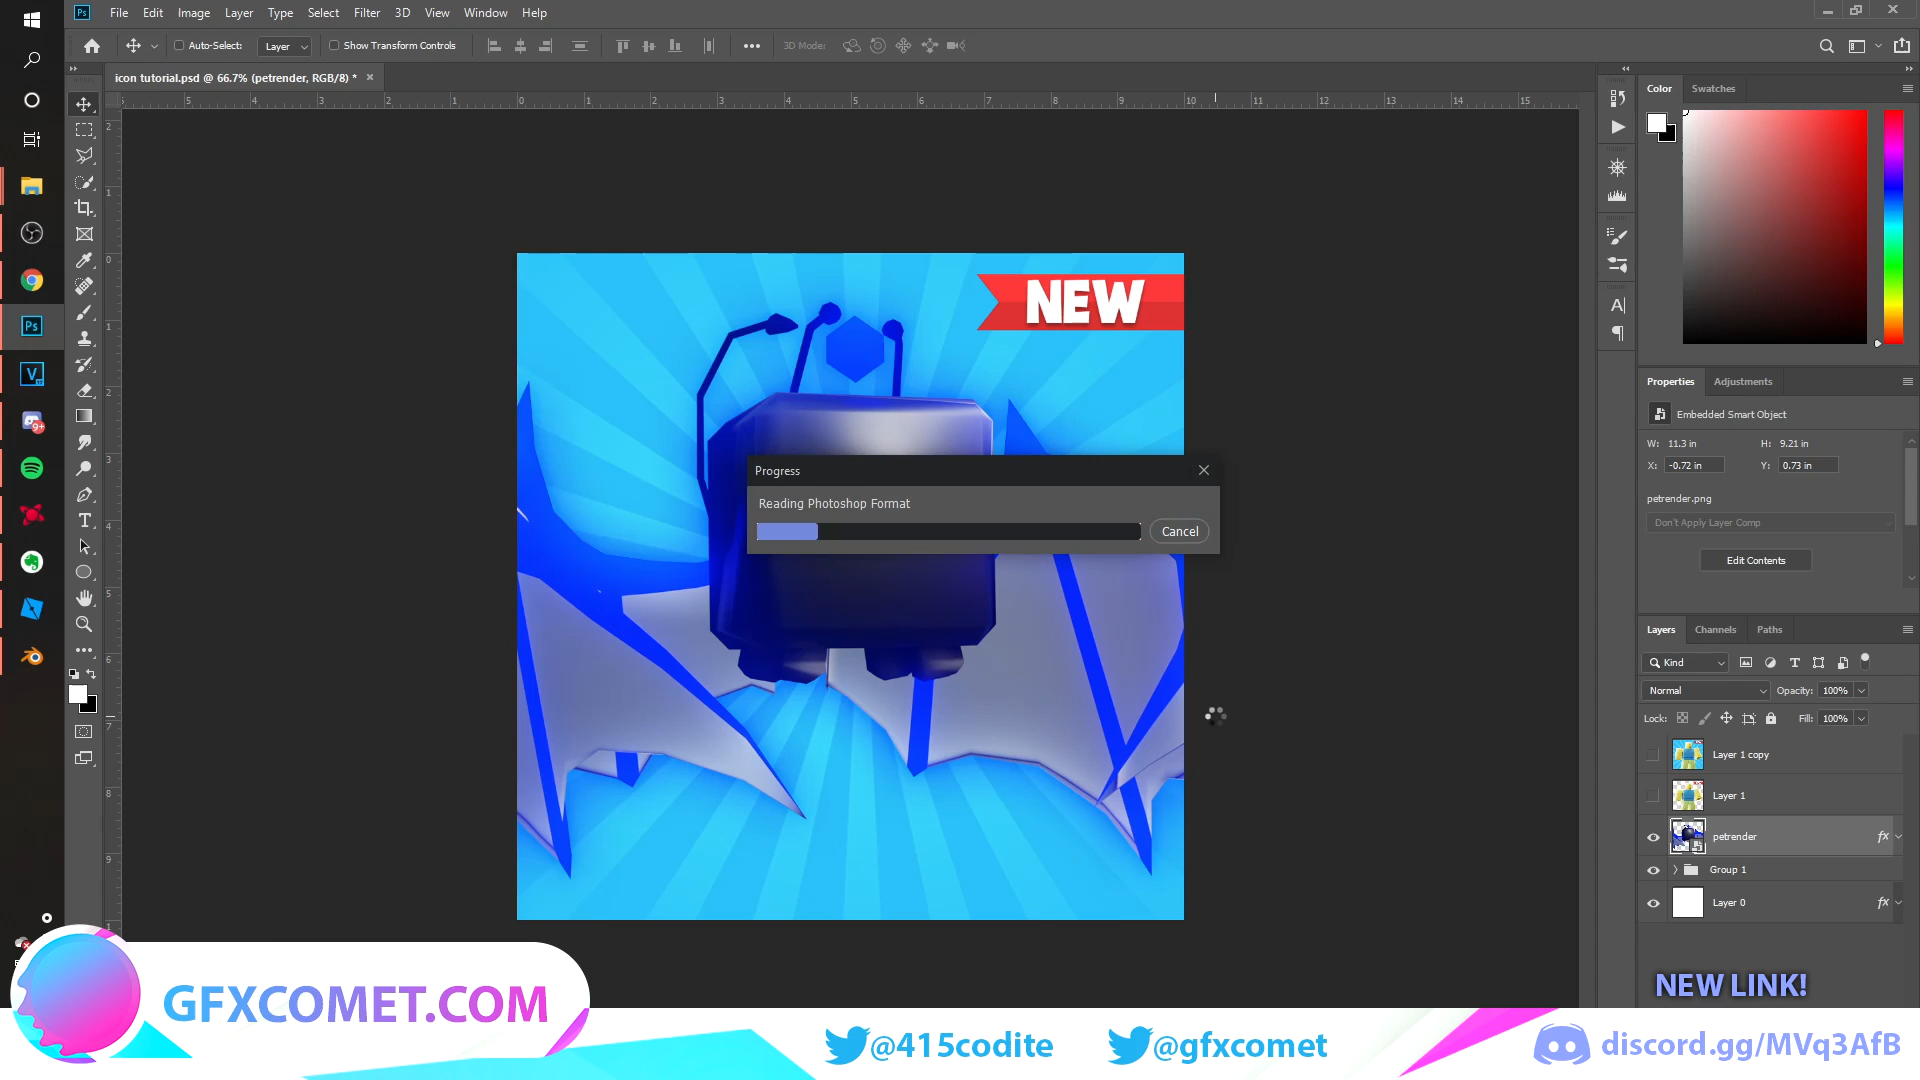 File Edit Image Layer Type Select Filter 3D View Window Help
Auto-Select: Layer Show Transform Controls 3D Mode:
icon tutorial.psd @ 66.7% (petrender, RGB/8) *
Color Swatches
NEW
Progress
Reading Photoshop Format
Cancel
Properties Adjustments
Embedded Smart Object
W: 11.3 in H: 9.21 in
X: -0.72 in Y: 0.73 in
petrender.png
Don't Apply Layer Comp
Edit Contents
Layers Channels Paths
Kind
Normal Opacity: 100%
Lock: Fill: 100%
Layer 1 copy
Layer 1
petrender fx
Group 1
Layer 0 fx
NEW LINK!
GFXCOMET.COM
@415codite @gfxcomet discord.gg/MVq3AfB